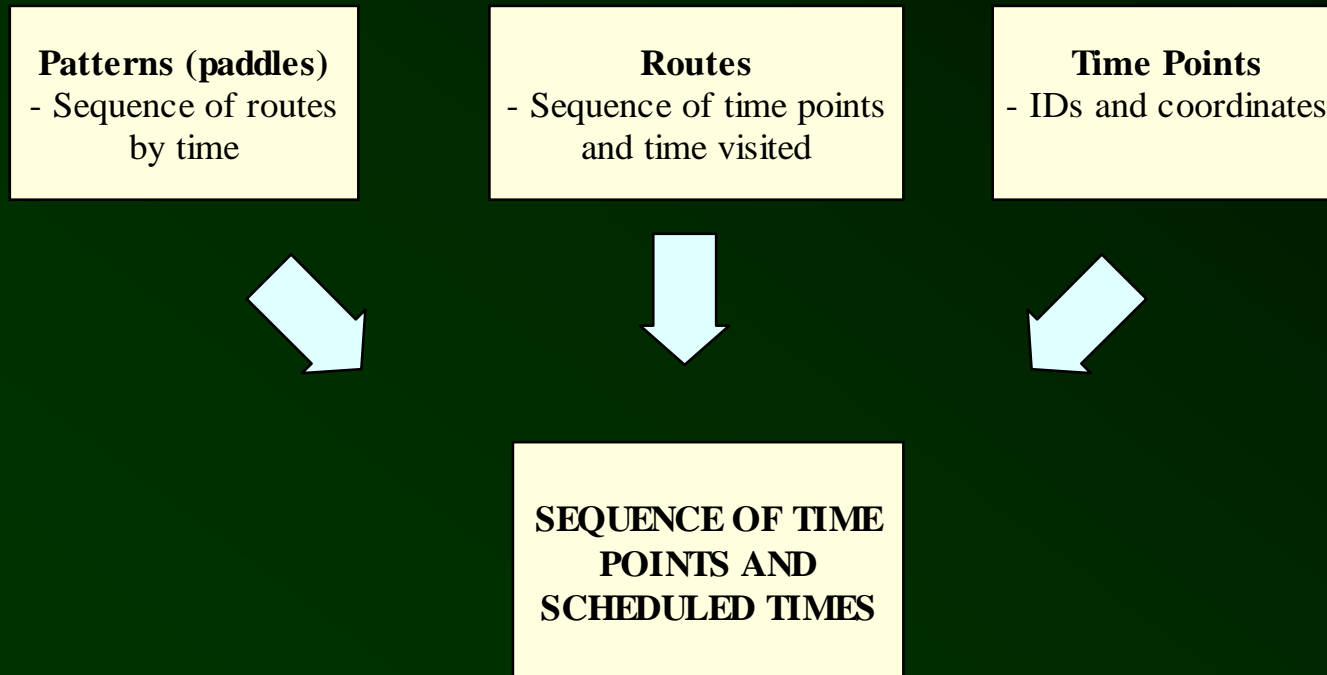 Patterns (paddles)
- Sequence of routes
by time
Routes
- Sequence of time points
and time visited
Time Points
- IDs and coordinates
SEQUENCE OF TIME
POINTS AND
SCHEDULED TIMES